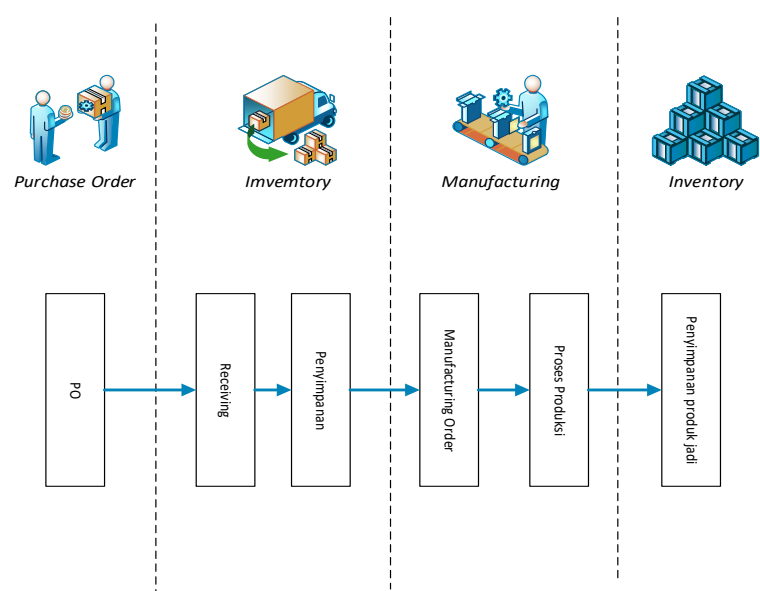 Purchase Order
Imvemtory
Manufacturing
Inventory
PO
Receiving
Penyimpanan
Manufacturing Order
Proses Produksi
Penyimpanan produk jadi